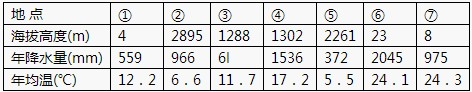 地 点 ① ② ③ ④ ⑤ ⑥ ⑦
海拔高度(m) 4 2895 1288 1302 2261 23 8
年降水量(mm) 559 966 6l 1536 372 2045 975
年均温(℃) 12．2 6．6 11．7 17．2 5．5 24．1 24．3